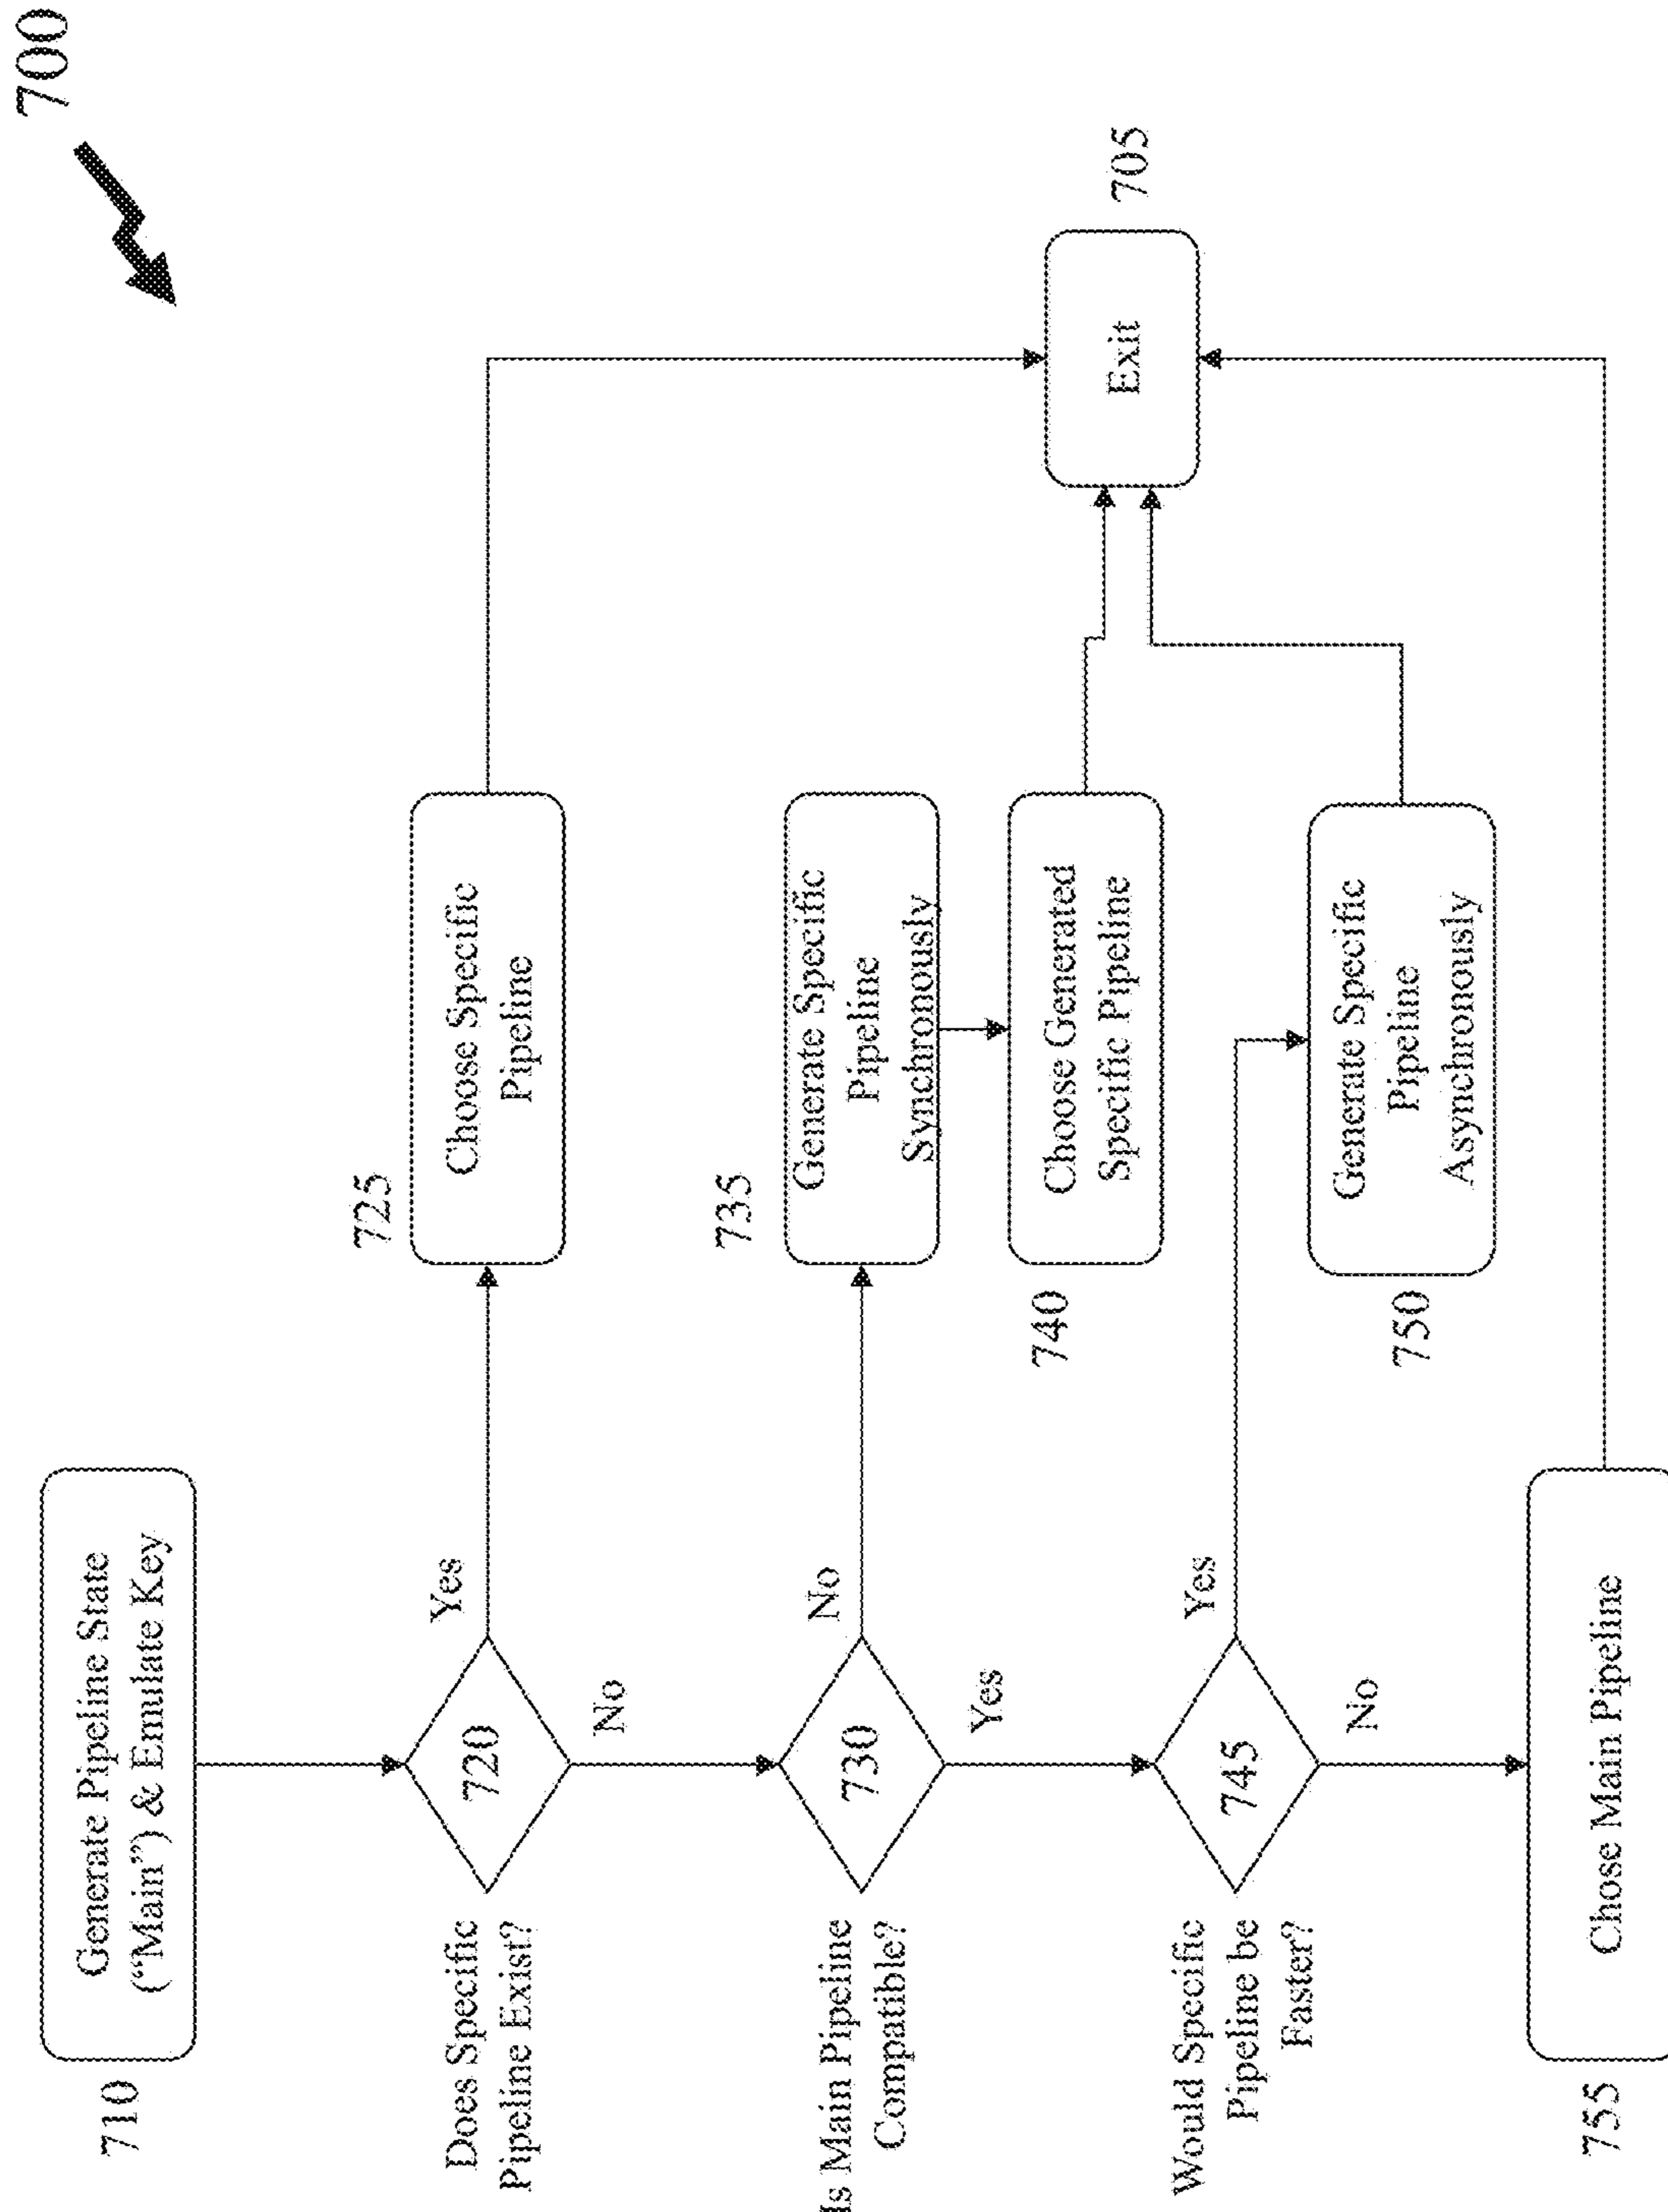 700
710
Generate Pipeline State
(“Main”) & Emulate Key
Does Specific
Pipeline Exist?
720
Yes
No
725
Choose Specific
Pipeline
Is Main Pipeline
Compatible?
730
No
Yes
735
Generate Specific
Pipeline
Synchronously
740
Choose Generated
Specific Pipeline
Would Specific
Pipeline be
Faster?
745
Yes
No
750
Generate Specific
Pipeline
Asynchronously
755
Chose Main Pipeline
Exit
705